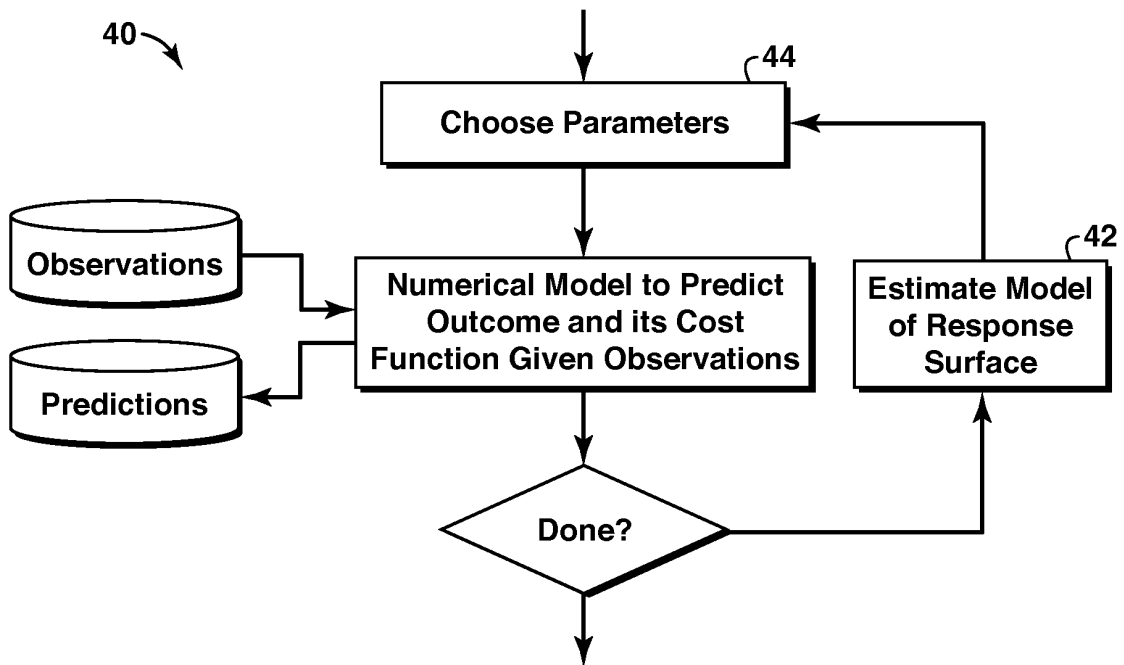 40
44
Choose Parameters
Observations
Numerical Model to Predict
Outcome and its Cost
Function Given Observations
42
Estimate Model
of Response
Surface
Predictions
Done?